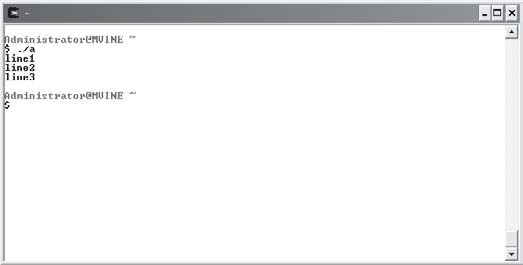 ~
Administrator@MVINE ~
$ ./a
line1
line2
line3
Administrator@MVINE ~
$